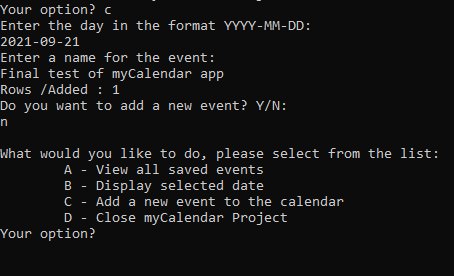 Your option? c
Enter the day in the format YYYY-MM-DD:
2021-09-21
Enter a name for the event:
Final test of myCalendar app
Rows /Added : 1
Do you want to add a new event? Y/N:
n
What would you like to do, please select from the list:
A - View all saved events
B - Display selected date
C - Add a new event to the calendar
D - Close myCalendar Project
Your option?